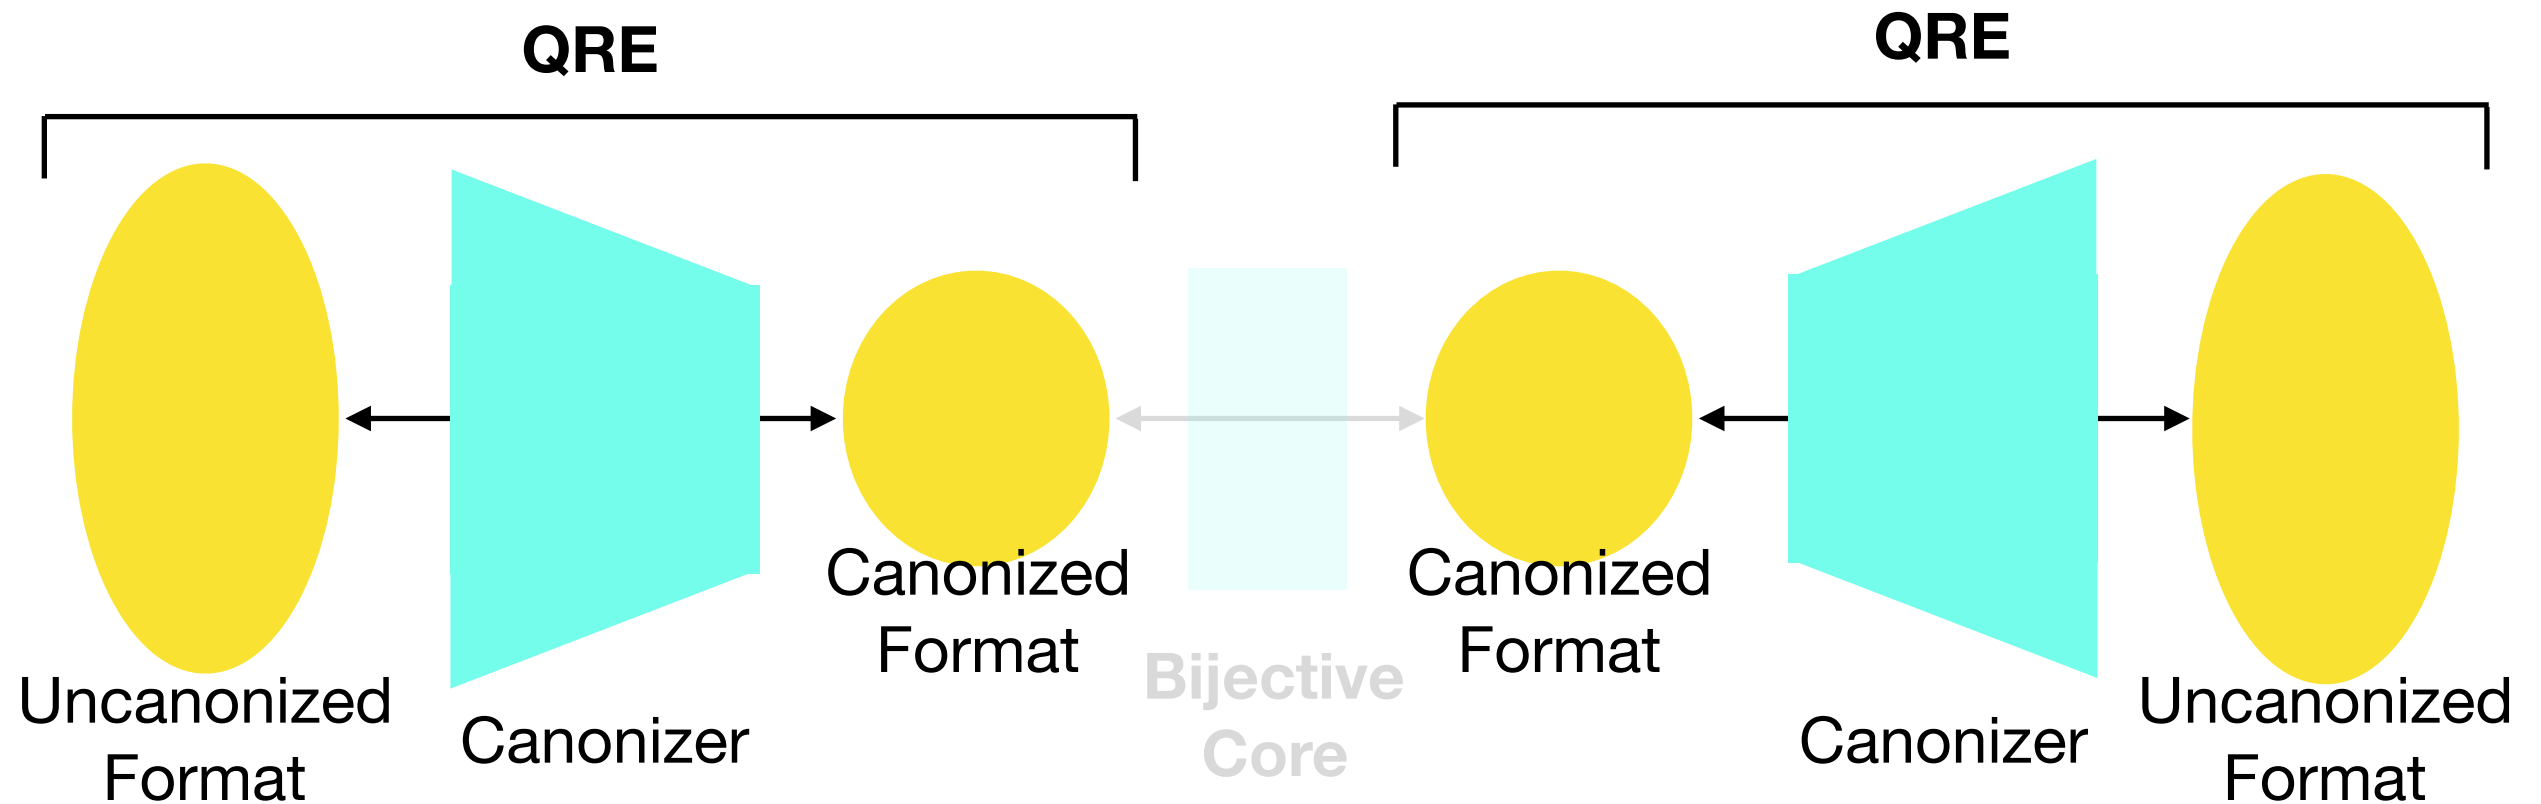 QRE
QRE
Uncanonized
Format
Canonizer
Canonized
Format
Bijective
Core
Canonized
Format
Canonizer
Uncanonized
Format